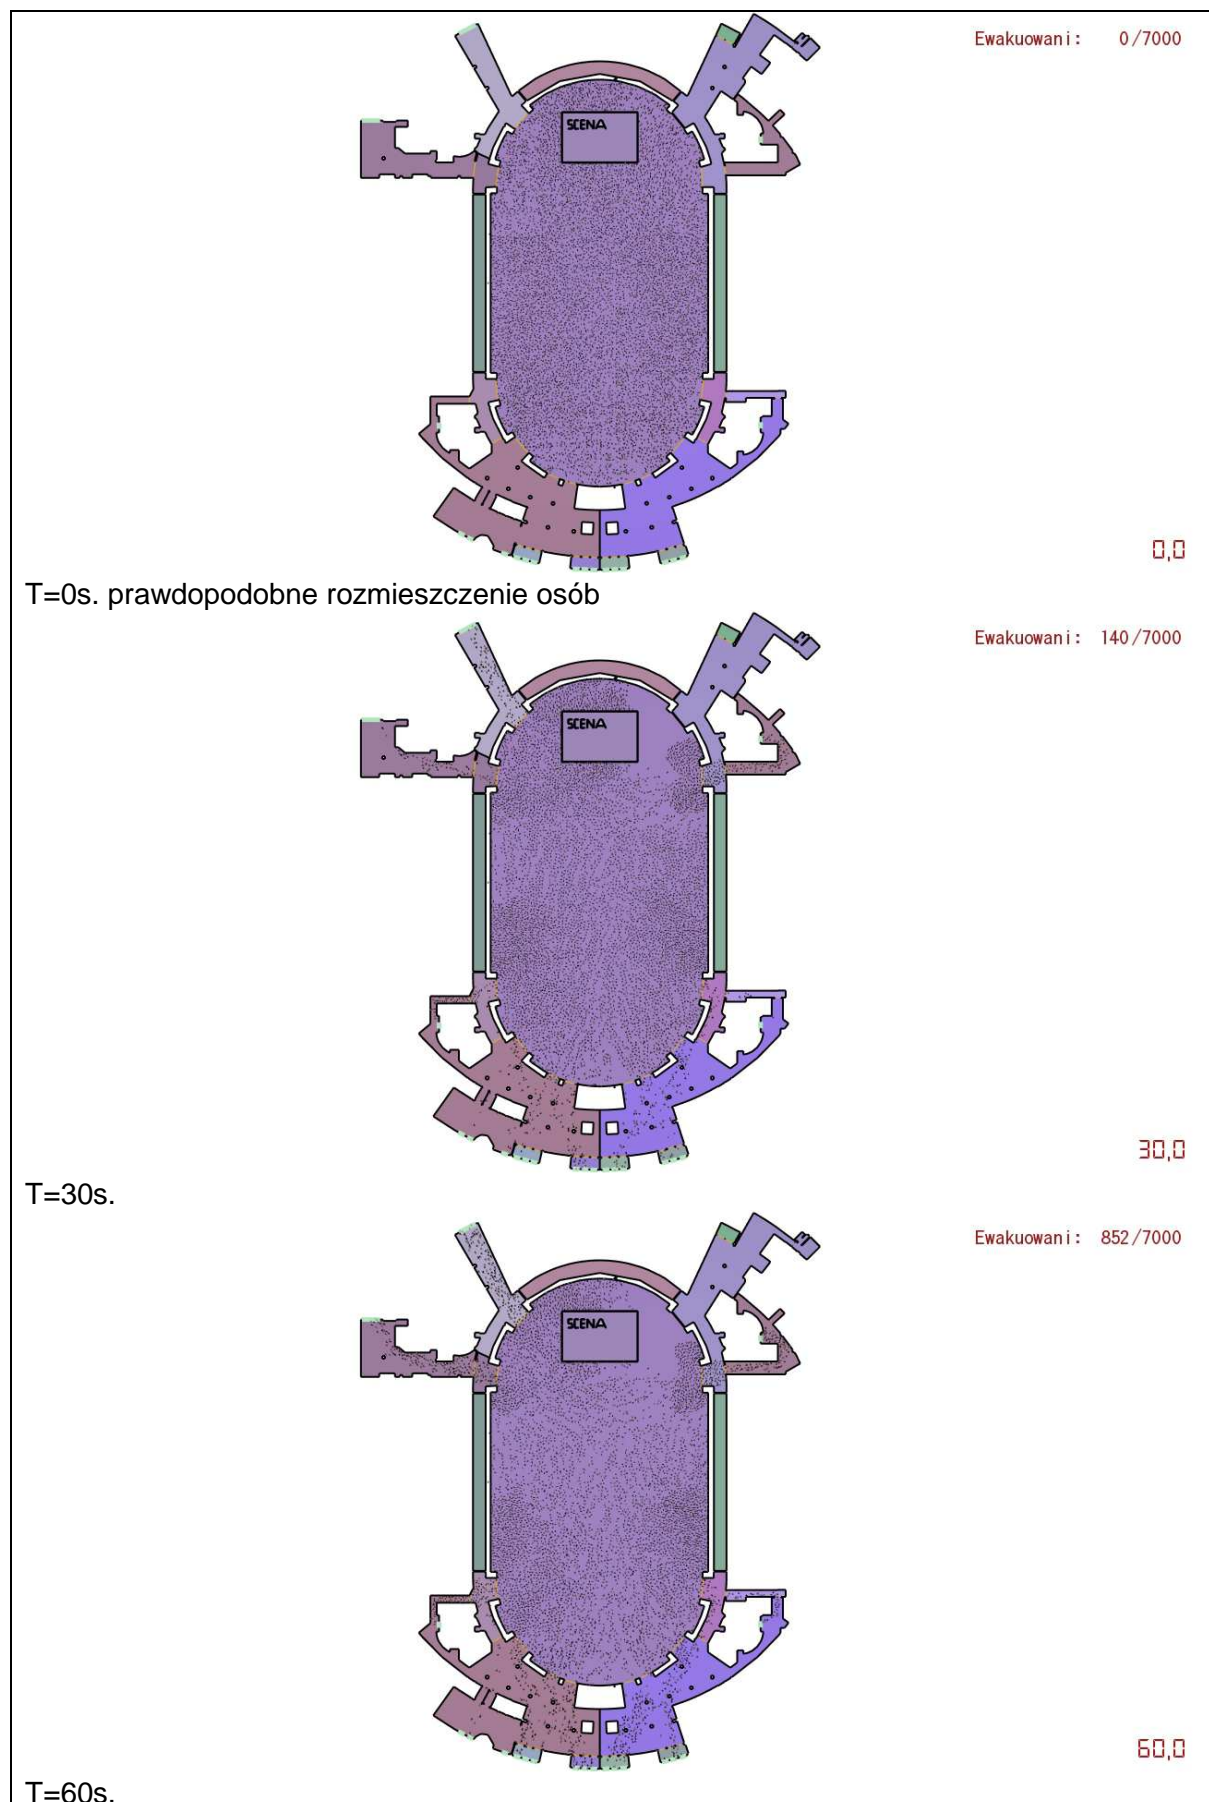 Ewakuowani: 0/7000
SCENA
0,0
T=0s. prawdopodobne rozmieszczenie osób
Ewakuowani: 140/7000
SCENA
30,0
T=30s.
Ewakuowani: 852/7000
SCENA
60,0
T=60s.